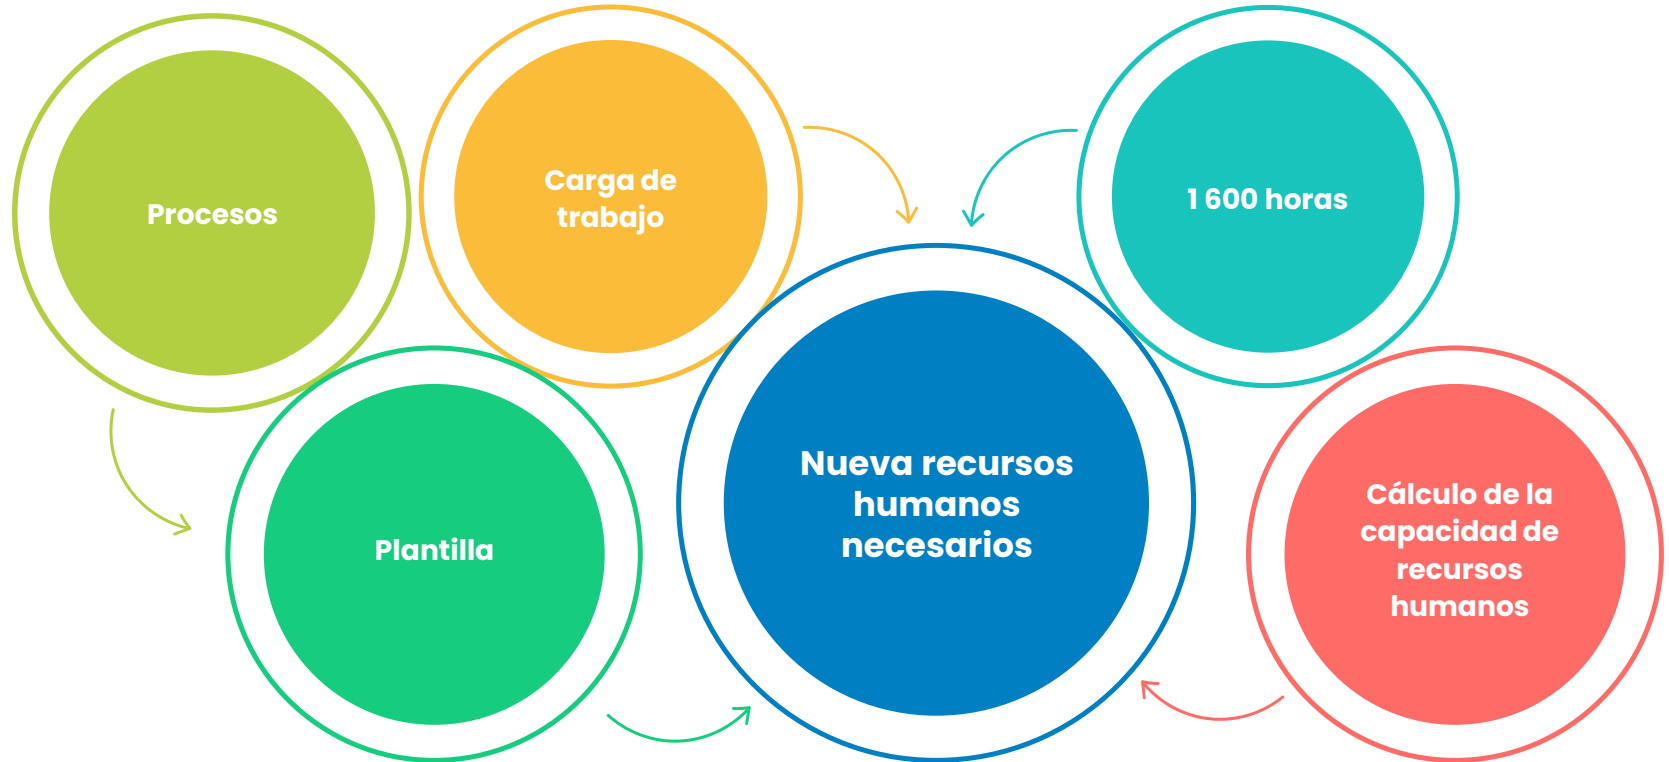 Procesos
Carga de
trabajo
1 600 horas
Plantilla
Nueva recursos
humanos
necesarios
Cálculo de la
capacidad de
recursos
humanos